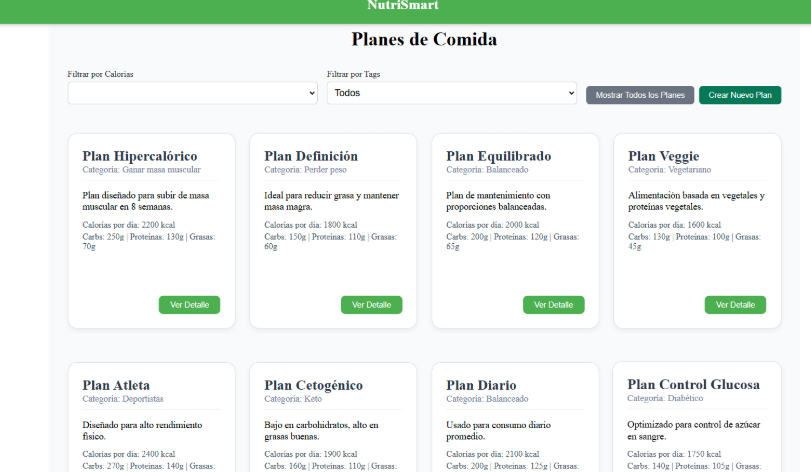 NutriSmart
Planes de Comida
Filtrar por Calorías
Filtrar por Tags
Todos
Mostrar Todos los Planes
Crear Nuevo Plan
Plan Hipercalórico
Categoría: Ganar masa muscular
Plan diseñado para subir de masa
muscular en 8 semanas.
Calorías por día: 2200 kcal
Carbs: 250g | Proteínas: 130g | Grasas:
70g
Ver Detalle
Plan Definición
Categoría: Perder peso
Ideal para reducir grasa y mantener
masa magra.
Calorías por día: 1800 kcal
Carbs: 150g | Proteínas: 110g | Grasas:
60g
Ver Detalle
Plan Equilibrado
Categoría: Balanceado
Plan de mantenimiento con
proporciones balanceadas.
Calorías por día: 2000 kcal
Carbs: 200g | Proteínas: 120g | Grasas:
65g
Ver Detalle
Plan Veggie
Categoría: Vegetariano
Alimentación basada en vegetales y
proteínas vegetales.
Calorías por día: 1600 kcal
Carbs: 130g | Proteínas: 100g | Grasas:
45g
Ver Detalle
Plan Atleta
Categoría: Deportistas
Diseñado para alto rendimiento
físico.
Calorías por día: 2400 kcal
Carbs: 270g | Proteínas: 140g | Grasas:
Plan Cetogénico
Categoría: Keto
Bajo en carbohidratos, alto en
grasas buenas.
Calorías por día: 1900 kcal
Carbs: 160g | Proteínas: 110g | Grasas:
Plan Diario
Categoría: Balanceado
Usado para consumo diario
promedio.
Calorías por día: 2100 kcal
Carbs: 200g | Proteínas: 125g | Grasas:
Plan Control Glucosa
Categoría: Diabético
Optimizado para control de azúcar
en sangre.
Calorías por día: 1750 kcal
Carbs: 140g | Proteínas: 105g | Grasas: